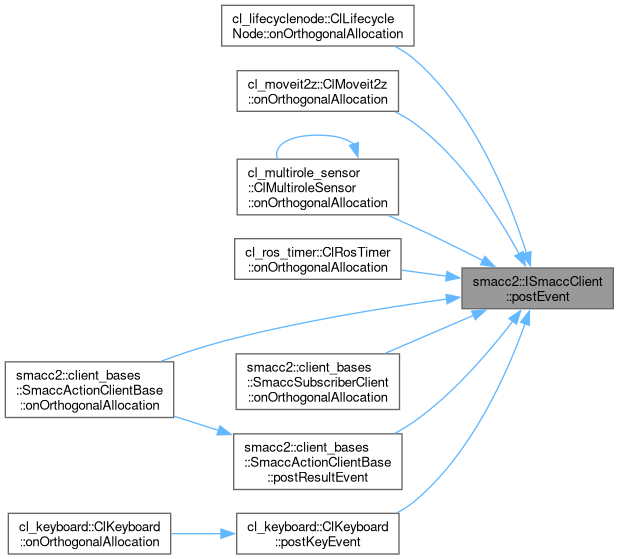 cl_lifecyclenode::ClLifecycle
Node::onOrthogonalAllocation
cl_moveit2z::ClMoveit2z
::onOrthogonalAllocation
cl_multirole_sensor
::ClMultiroleSensor
::onOrthogonalAllocation
cl_ros_timer::ClRosTimer
::onOrthogonalAllocation
smacc2::ISmaccClient
::postEvent
smacc2::client_bases
::SmaccActionClientBase
::onOrthogonalAllocation
smacc2::client_bases
::SmaccSubscriberClient
::onOrthogonalAllocation
smacc2::client_bases
::SmaccActionClientBase
::postResultEvent
cl_keyboard::ClKeyboard
::onOrthogonalAllocation
cl_keyboard::ClKeyboard
::postKeyEvent